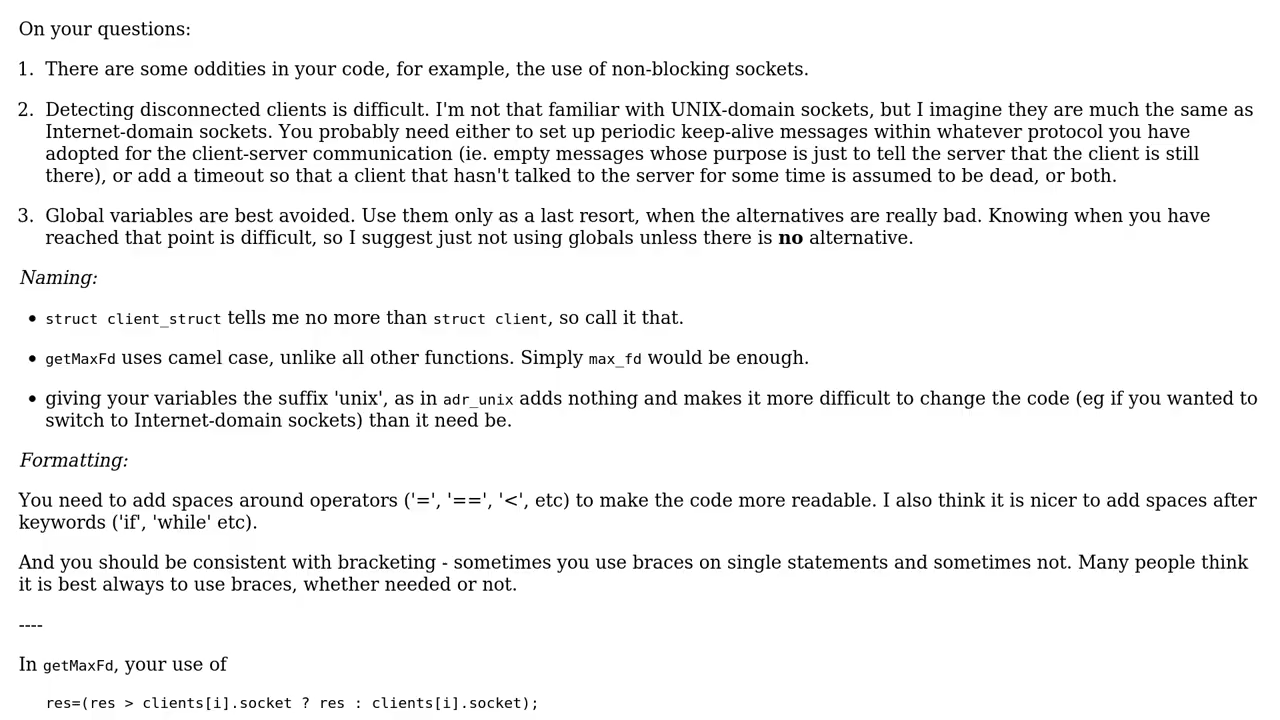 On your questions:
1. There are some oddities in your code, for example, the use of non-blocking sockets.
2. Detecting disconnected clients is difficult. I'm not that familiar with UNIX-domain sockets, but I imagine they are much the same as
Internet-domain sockets. You probably need either to set up periodic keep-alive messages within whatever protocol you have
adopted for the client-server communication (ie. empty messages whose purpose is just to tell the server that the client is still
there), or add a timeout so that a client that hasn't talked to the server for some time is assumed to be dead, or both.
3. Global variables are best avoided. Use them only as a last resort, when the alternatives are really bad. Knowing when you have
reached that point is difficult, so I suggest just not using globals unless there is no alternative.
Naming:
• struct client_struct tells me no more than struct client, so call it that.
• getMaxFd uses camel case, unlike all other functions. Simply max_fd would be enough.
• giving your variables the suffix 'unix', as in adr_unix adds nothing and makes it more difficult to change the code (eg if you wanted to
switch to Internet-domain sockets) than it need be.
Formatting:
You need to add spaces around operators ('=', '==', '<', etc) to make the code more readable. I also think it is nicer to add spaces after
keywords ('if', 'while' etc).
And you should be consistent with bracketing - sometimes you use braces on single statements and sometimes not. Many people think
it is best always to use braces, whether needed or not.
----
In getMaxFd, your use of
res=(res > clients[i].socket ? res : clients[i].socket);